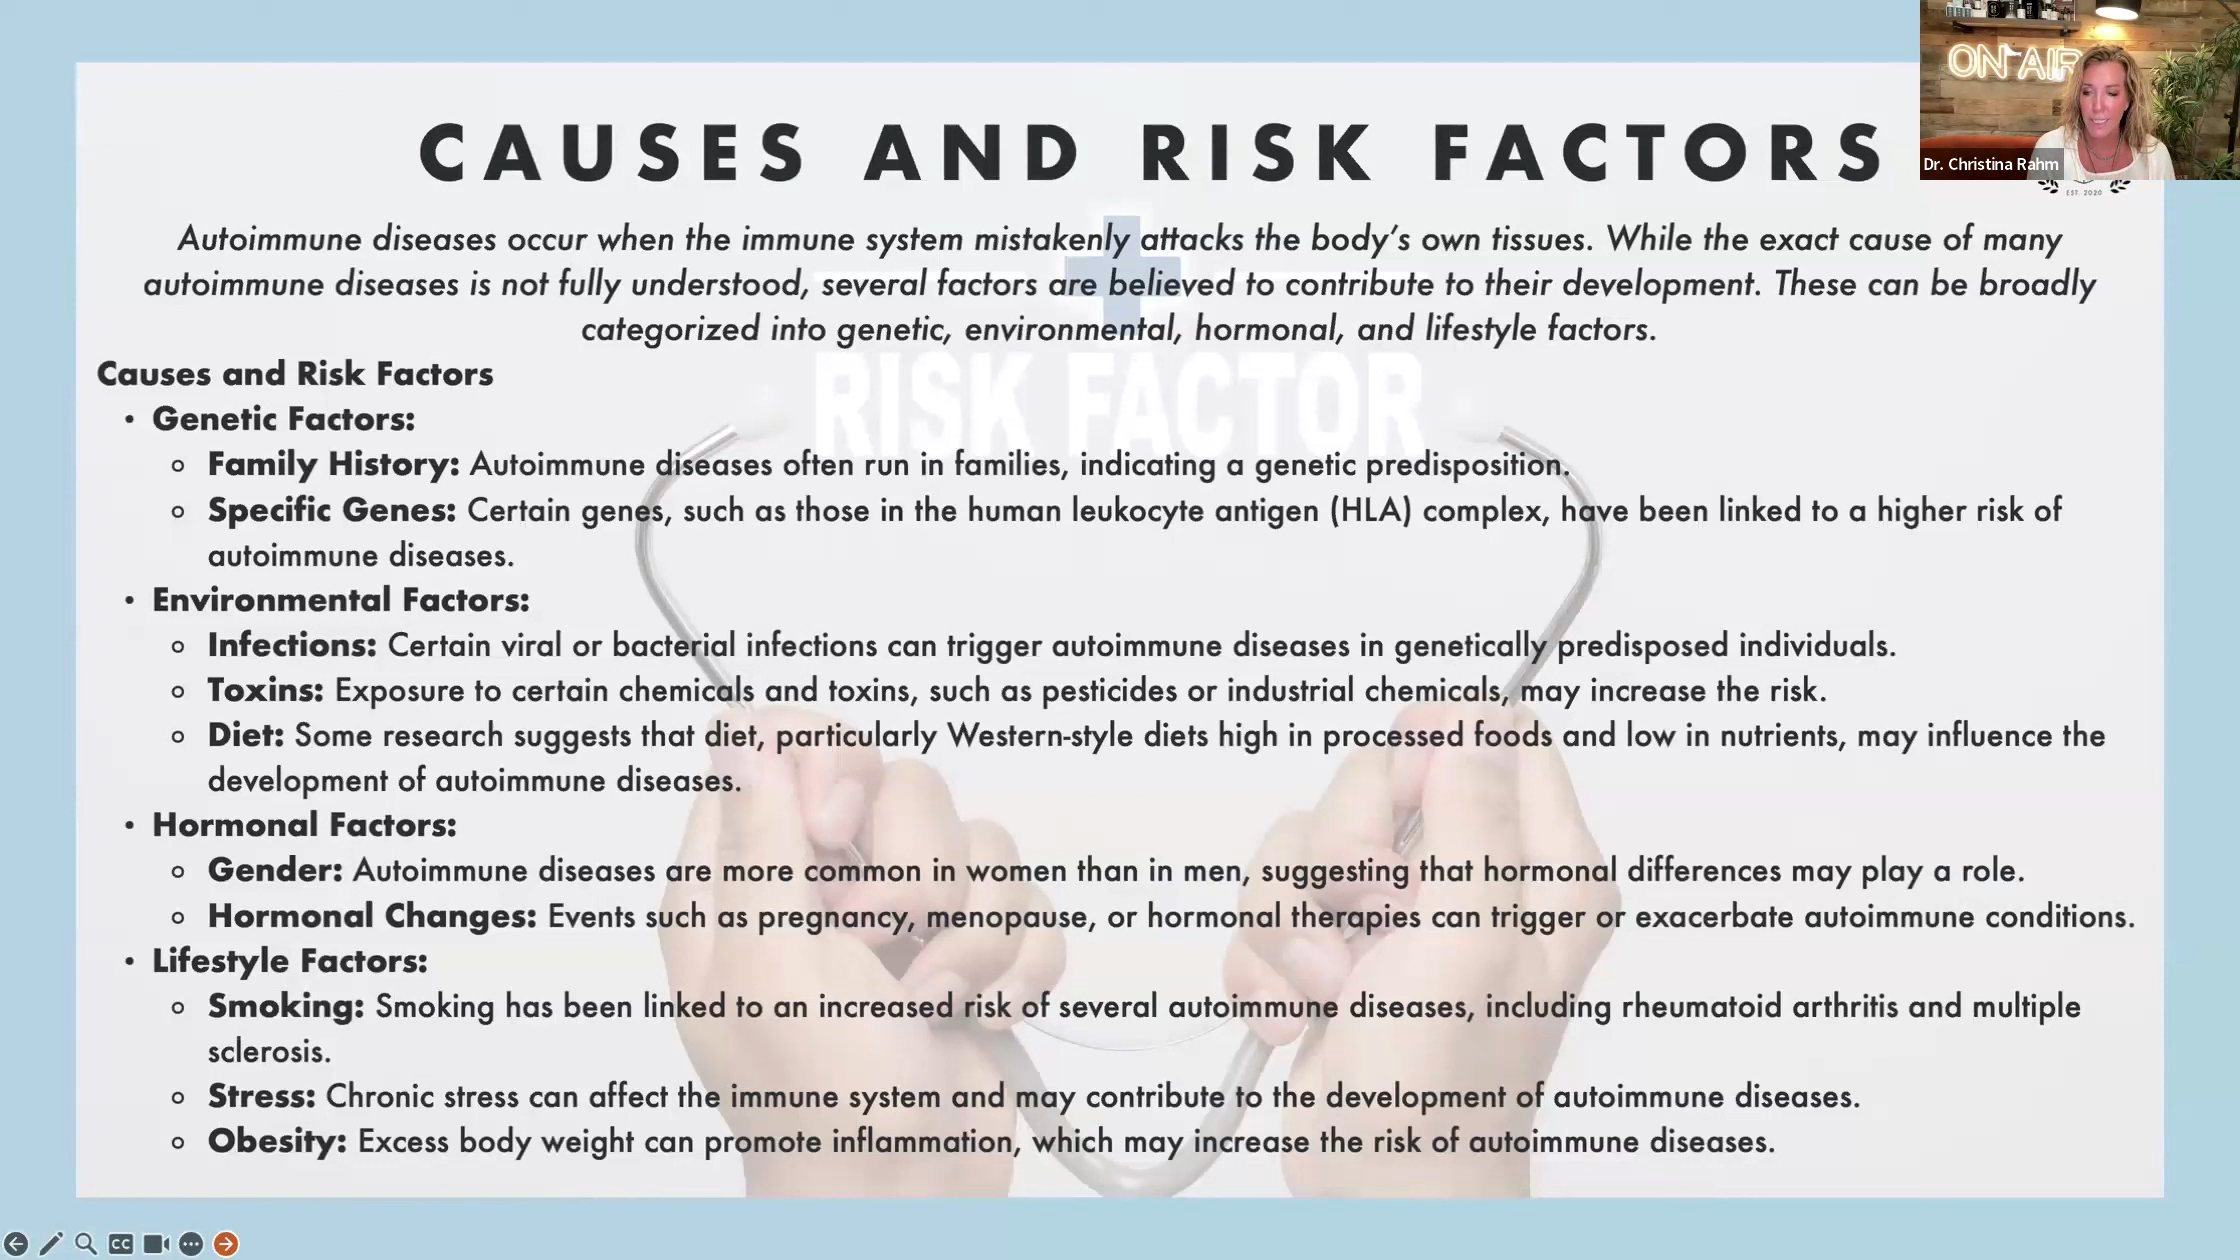 CAUSES AND RISK FACTORS
ON AIR
Dr. Christina Rahm
EST. 2020
Autoimmune diseases occur when the immune system mistakenly attacks the body's own tissues. While the exact cause of many
autoimmune diseases is not fully understood, several factors are believed to contribute to their development. These can be broadly
categorized into genetic, environmental, hormonal, and lifestyle factors.
RISK FACTOR
Causes and Risk Factors
• Genetic Factors:
○ Family History: Autoimmune diseases often run in families, indicating a genetic predisposition.
○ Specific Genes: Certain genes, such as those in the human leukocyte antigen (HLA) complex, have been linked to a higher risk of
autoimmune diseases.
• Environmental Factors:
○ Infections: Certain viral or bacterial infections can trigger autoimmune diseases in genetically predisposed individuals.
○ Toxins: Exposure to certain chemicals and toxins, such as pesticides or industrial chemicals, may increase the risk.
○ Diet: Some research suggests that diet, particularly Western-style diets high in processed foods and low in nutrients, may influence the
development of autoimmune diseases.
• Hormonal Factors:
○ Gender: Autoimmune diseases are more common in women than in men, suggesting that hormonal differences may play a role.
○ Hormonal Changes: Events such as pregnancy, menopause, or hormonal therapies can trigger or exacerbate autoimmune conditions.
• Lifestyle Factors:
○ Smoking: Smoking has been linked to an increased risk of several autoimmune diseases, including rheumatoid arthritis and multiple
sclerosis.
○ Stress: Chronic stress can affect the immune system and may contribute to the development of autoimmune diseases.
○ Obesity: Excess body weight can promote inflammation, which may increase the risk of autoimmune diseases.
CC